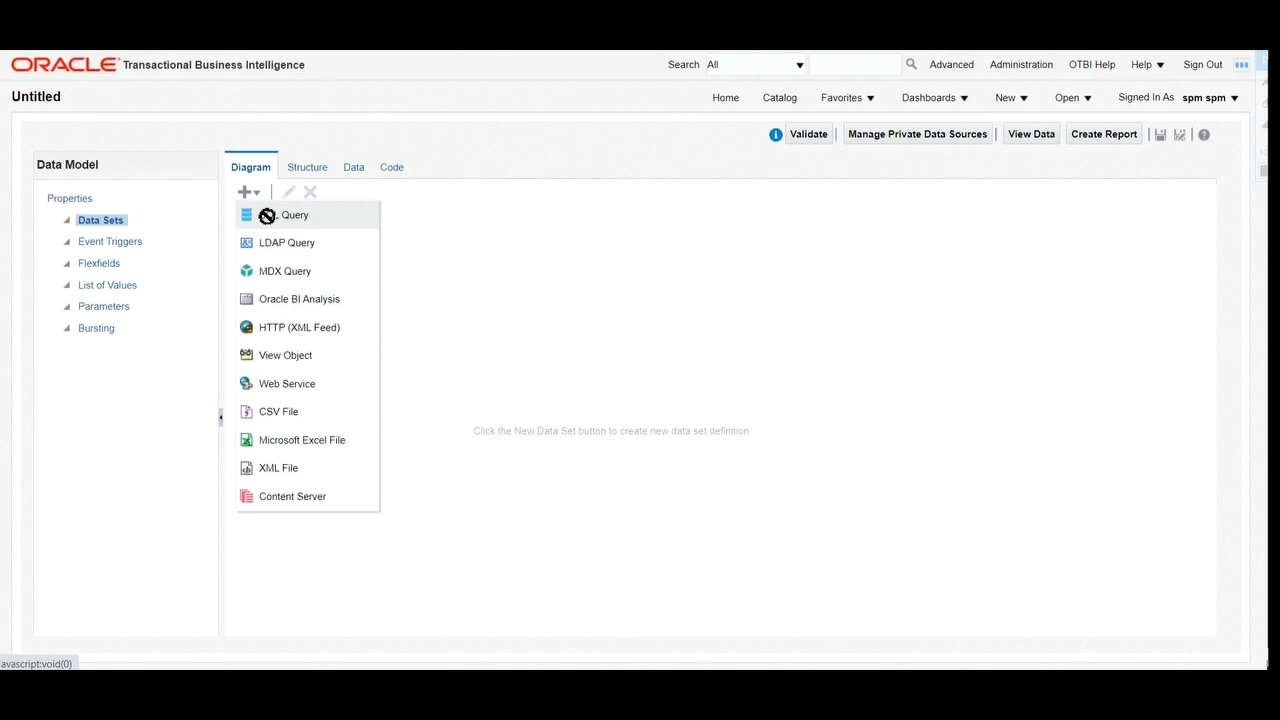 ORACLE Transactional Business Intelligence Search All Advanced Administration OTBI Help Help Sign Out
Untitled Home Catalog Favorites Dashboards New Open Signed In As spm spm
Validate Manage Private Data Sources View Data Create Report
Data Model
Diagram Structure Data Code
Properties
Data Sets
Event Triggers
Flexfields
List of Values
Parameters
Bursting
Query
LDAP Query
MDX Query
Oracle BI Analysis
HTTP (XML Feed)
View Object
Web Service
CSV File
Microsoft Excel File
XML File
Content Server
Click the New Data Set button to create new data set definition
avascript:void(0)